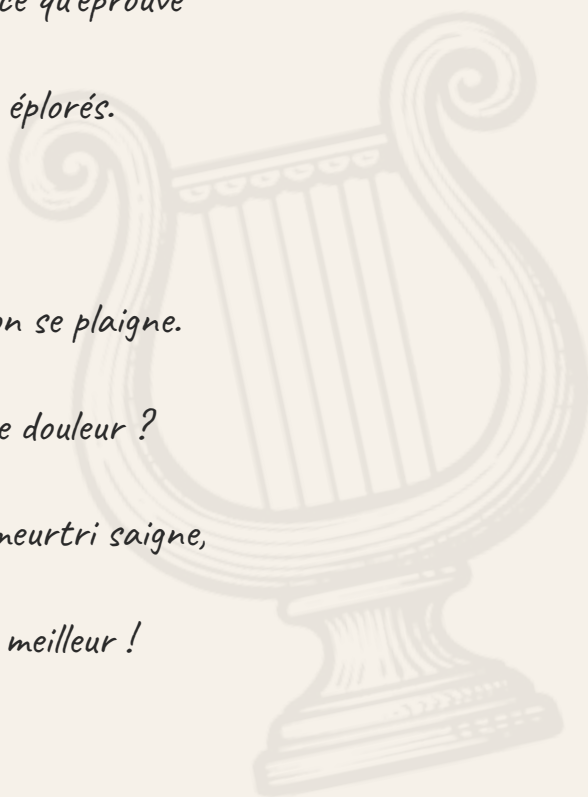 ce qu'éprouve
éplorés.
on se plaigne.
e douleur ?
meurtri saigne,
meilleur !